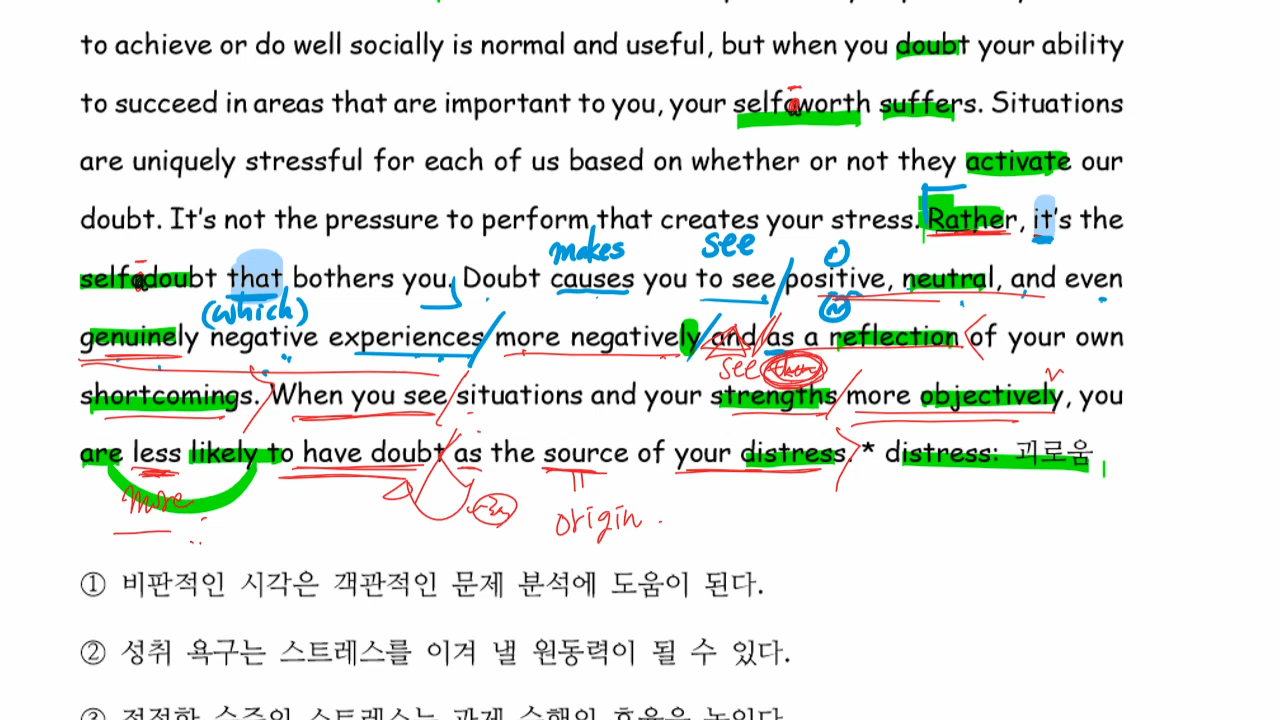 to achieve or do well socially is normal and useful, but when you doubt your ability
to succeed in areas that are important to you, your self-worth suffers. Situations
are uniquely stressful for each of us based on whether or not they activate our
doubt. It's not the pressure to perform that creates your stress. Rather, it's the
makes see
self-doubt that bothers you. Doubt causes you to see positive, neutral, and even
(which)
genuinely negative experiences more negatively and as a reflection of your own
see
shortcomings. When you see situations and your strengths more objectively, you
are less likely to have doubt as the source of your distress. * distress: 괴로움
more
origin.
① 비판적인 시각은 객관적인 문제 분석에 도움이 된다.
② 성취 욕구는 스트레스를 이겨 낼 원동력이 될 수 있다.